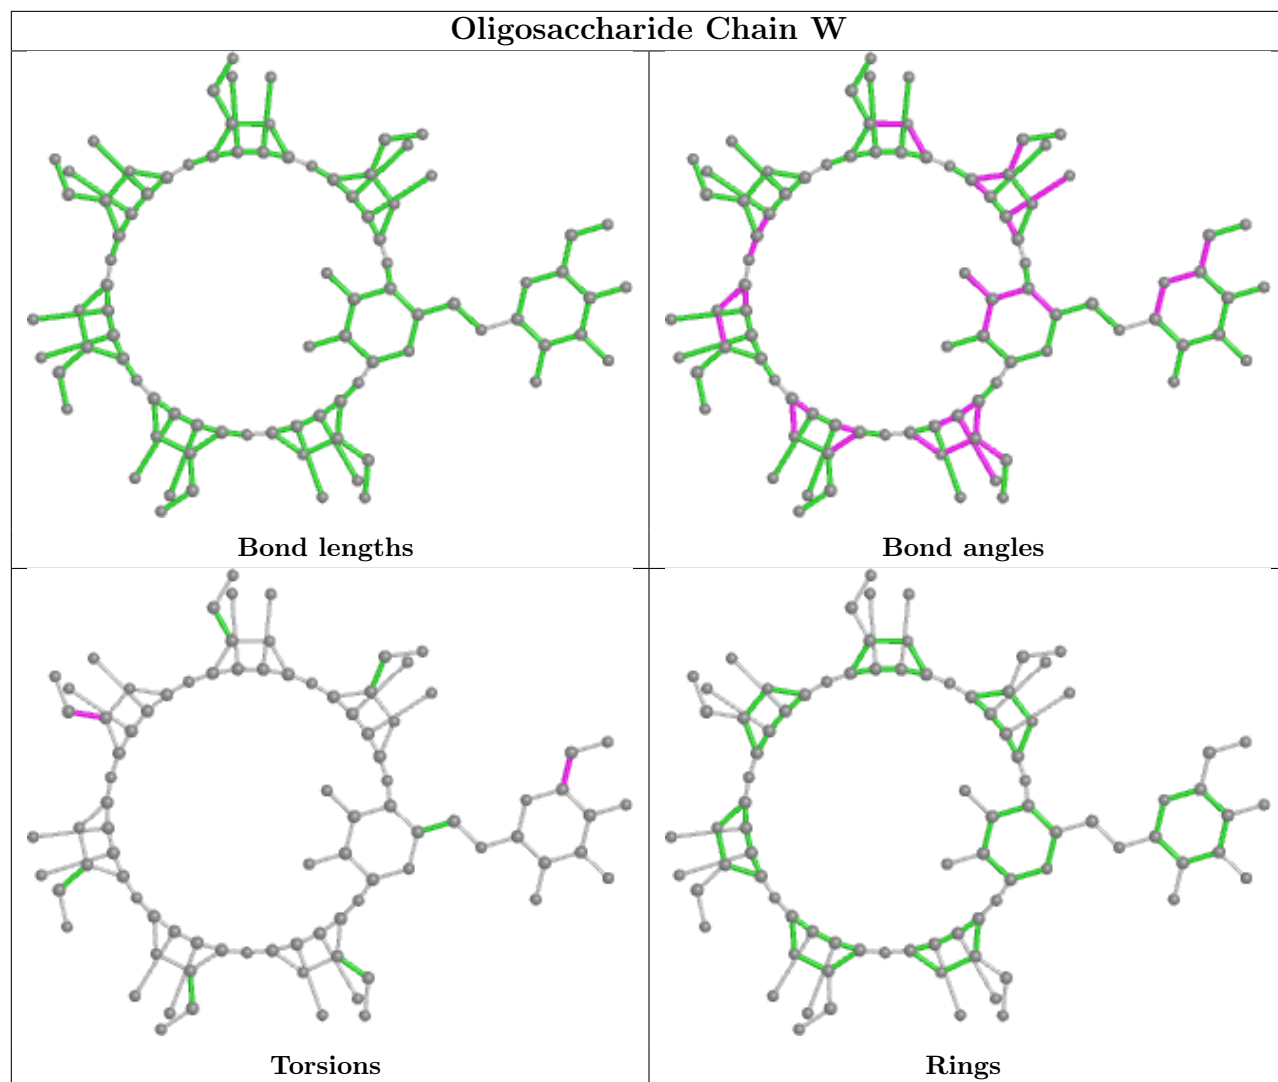 Oligosaccharide Chain W
Bond lengths
Bond angles
Torsions
Rings